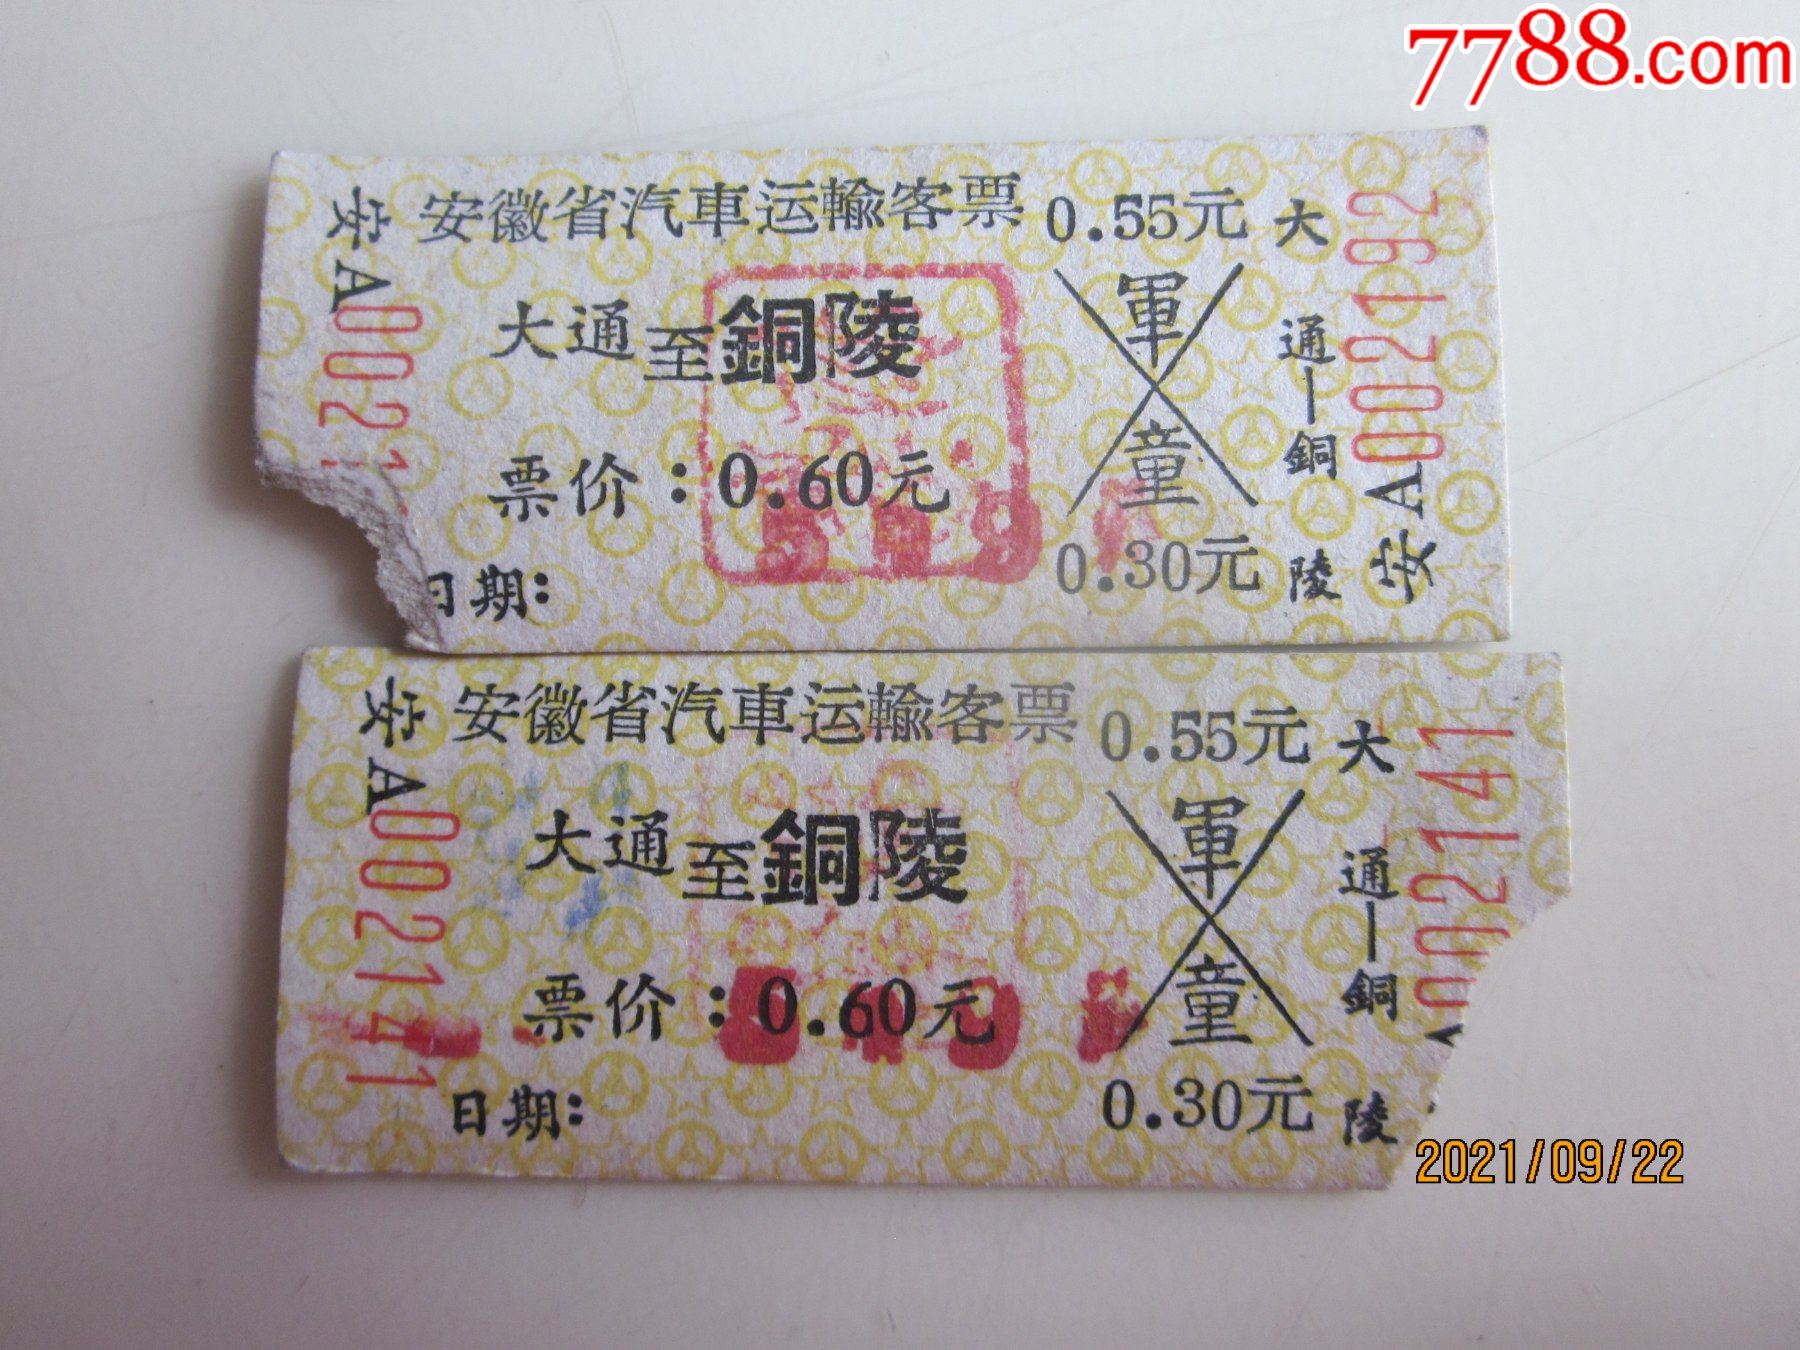 7788.com
安徽省汽車运輸客票
0.55元
大通至銅陵
軍
童
票价:0.60元
0.30元
日期:
大通—銅陵
安A0021
安A002192
安徽省汽車运輸客票
0.55元
大通至銅陵
軍
童
票价:0.60元
0.30元
日期:
大通—銅陵
安A002141
002141
2021/09/22